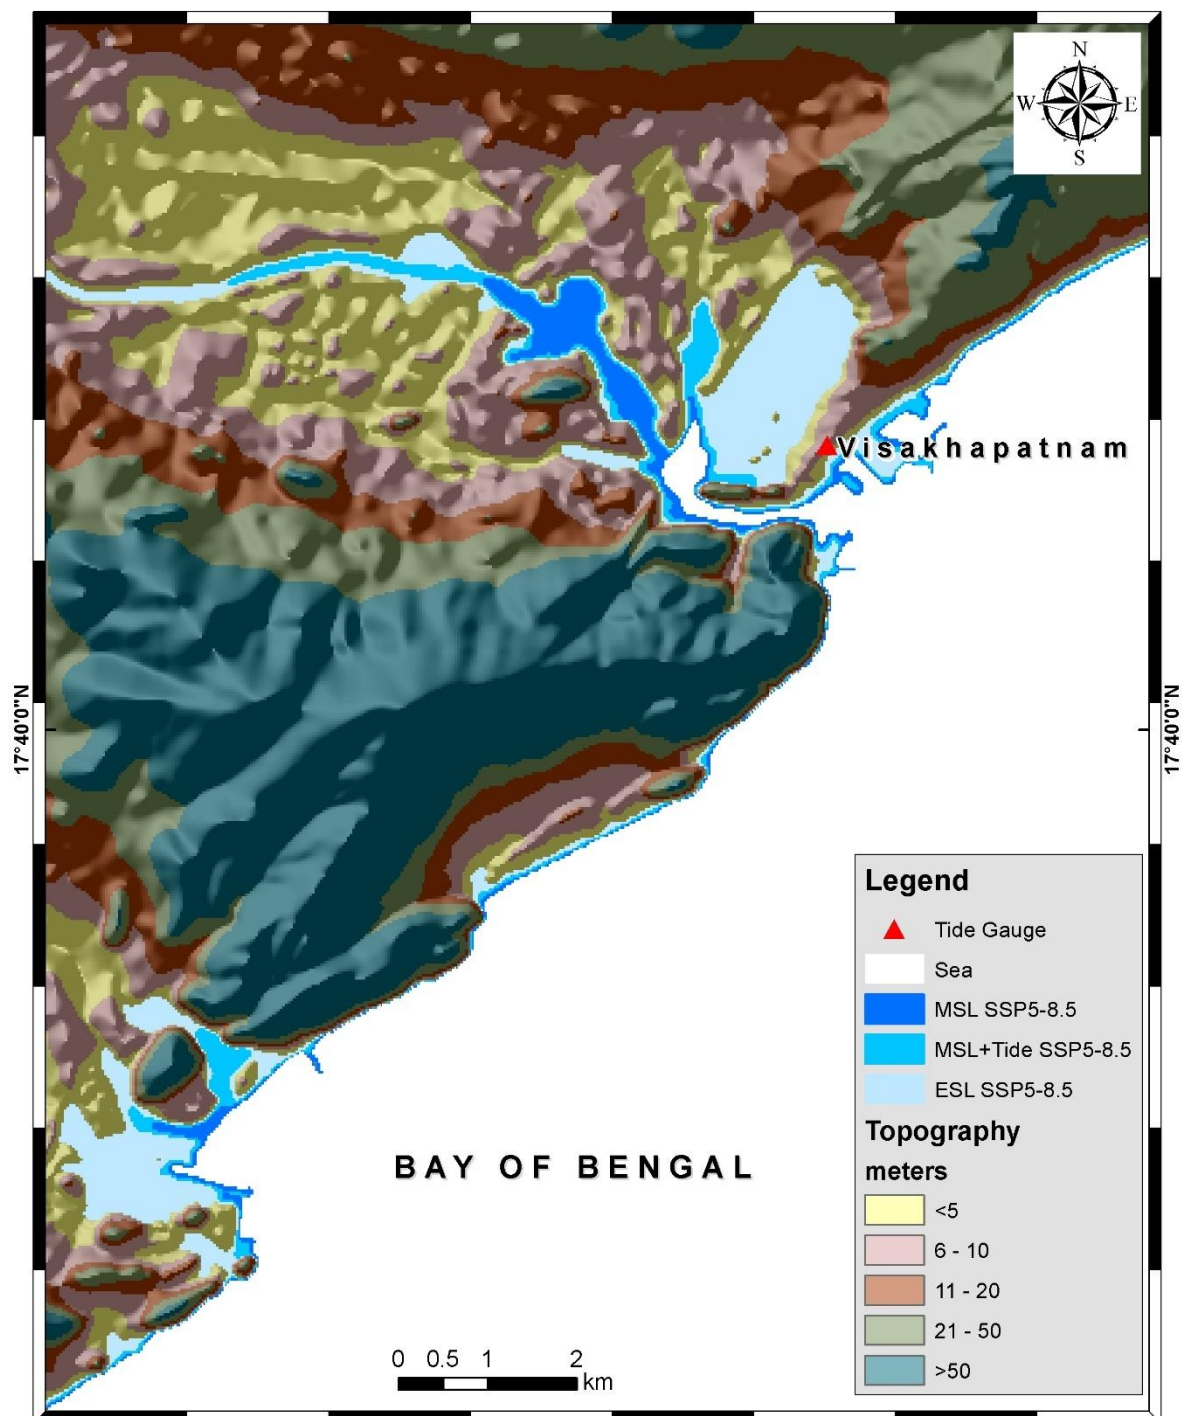 N
W E
S
Visakhapatnam
17°40'0"N
17°40'0"N
Legend
Tide Gauge
Sea
MSL SSP5-8.5
MSL+Tide SSP5-8.5
ESL SSP5-8.5
Topography
meters
<5
6 - 10
11 - 20
21 - 50
>50
BAY OF BENGAL
0 0.5 1 2
km